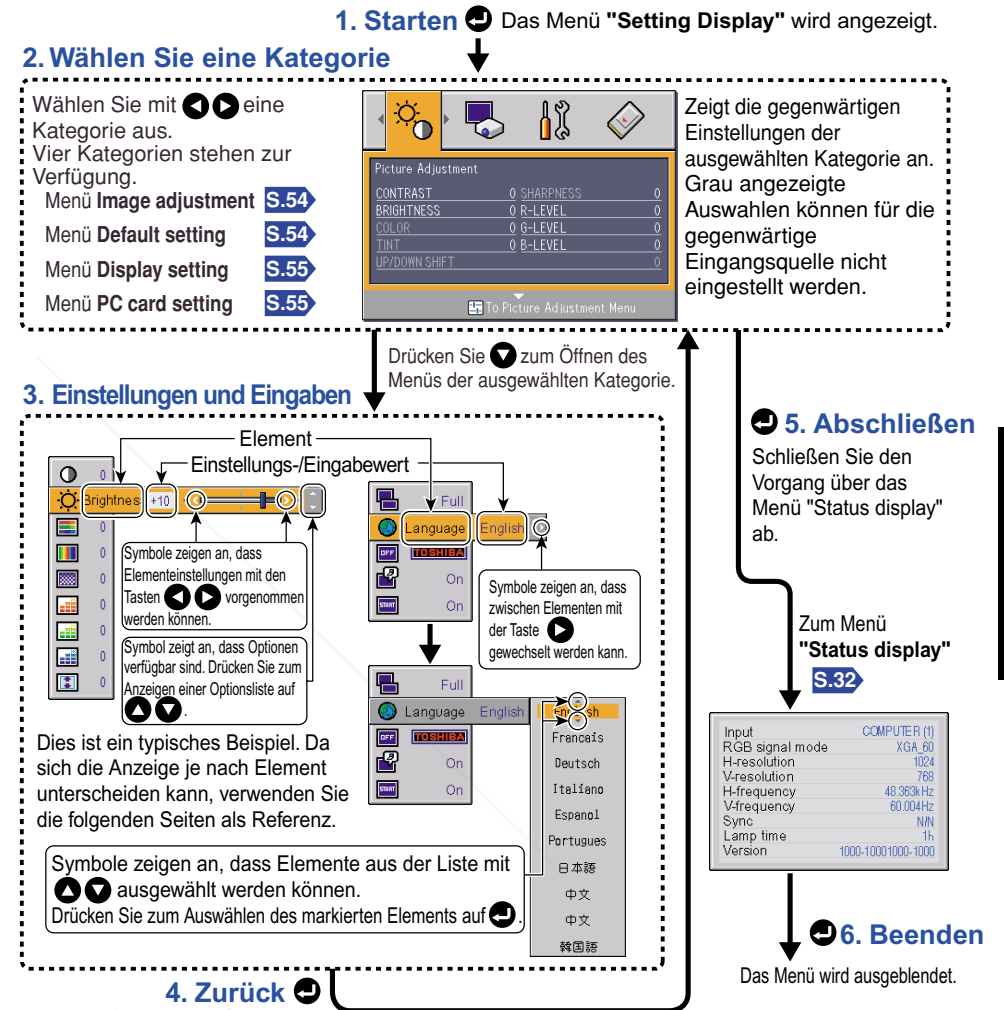 1. Starten Das Menü "Setting Display" wird angezeigt.
2. Wählen Sie eine Kategorie
Wählen Sie mit eine
Kategorie aus.
Vier Kategorien stehen zur
Verfügung.
Menü Image adjustment S.54
Menü Default setting S.54
Menü Display setting S.55
Menü PC card setting S.55
Picture Adjustment
CONTRAST 0 SHARPNESS 0
BRIGHTNESS 0 R-LEVEL 0
COLOR 0 G-LEVEL 0
TINT 0 B-LEVEL 0
UP/DOWN SHIFT 0
To Picture Adjustment Menu
Zeigt die gegenwärtigen
Einstellungen der
ausgewählten Kategorie an.
Grau angezeigte
Auswahlen können für die
gegenwärtige
Eingangsquelle nicht
eingestellt werden.
Drücken Sie zum Öffnen des
Menüs der ausgewählten Kategorie.
3. Einstellungen und Eingaben
Element
Einstellungs-/Eingabewert
0
Brightnes +10
0
0
0
0
0
0
0
Symbole zeigen an, dass
Elementeinstellungen mit den
Tasten vorgenommen
werden können.
Symbol zeigt an, dass Optionen
verfügbar sind. Drücken Sie zum
Anzeigen einer Optionsliste auf
.
Full
Language English
OFF TOSHIBA
On
START On
Symbole zeigen an, dass
zwischen Elementen mit
der Taste
gewechselt werden kann.
Full
Language English
OFF TOSHIBA
On
START On
English
Francais
Deutsch
Italiano
Espanol
Portugues
日本語
中文
中文
韓国語
Dies ist ein typisches Beispiel. Da
sich die Anzeige je nach Element
unterscheiden kann, verwenden Sie
die folgenden Seiten als Referenz.
Symbole zeigen an, dass Elemente aus der Liste mit
ausgewählt werden können.
Drücken Sie zum Auswählen des markierten Elements auf .
4. Zurück
5. Abschließen
Schließen Sie den
Vorgang über das
Menü "Status display"
ab.
Zum Menü
"Status display"
S.32
Input COMPUTER (1)
RGB signal mode XGA_60
H-resolution 1024
V-resolution 768
H-frequency 48.363kHz
V-frequency 60.004Hz
Sync N/N
Lamp time 1h
Version 1000-10001000-1000
6. Beenden
Das Menü wird ausgeblendet.